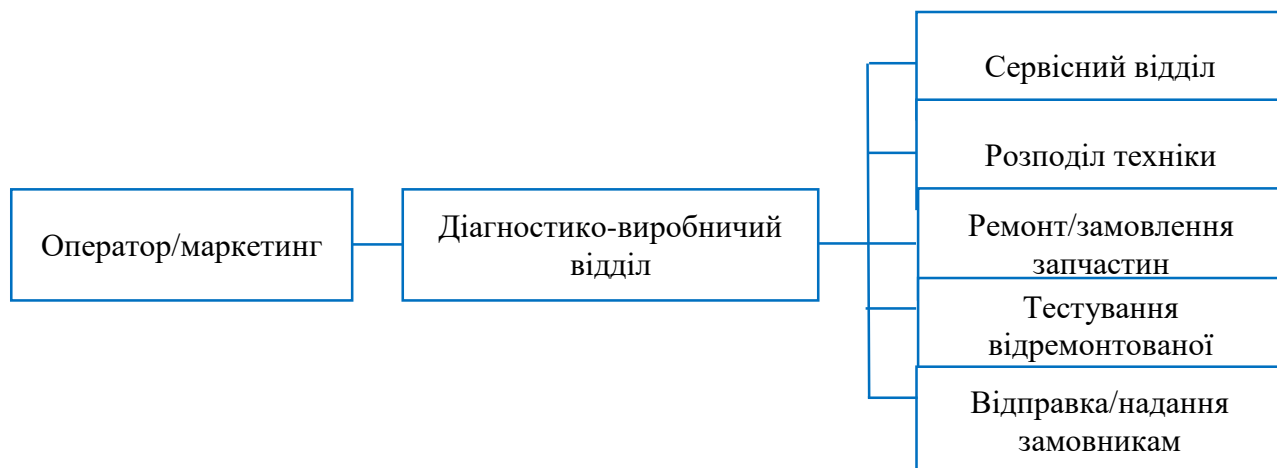 Оператор/маркетинг
Діагностико-виробничий
відділ
Сервісний відділ
Розподіл техніки
Ремонт/замовлення
запчастин
Тестування
відремонтованої
Відправка/надання
замовникам